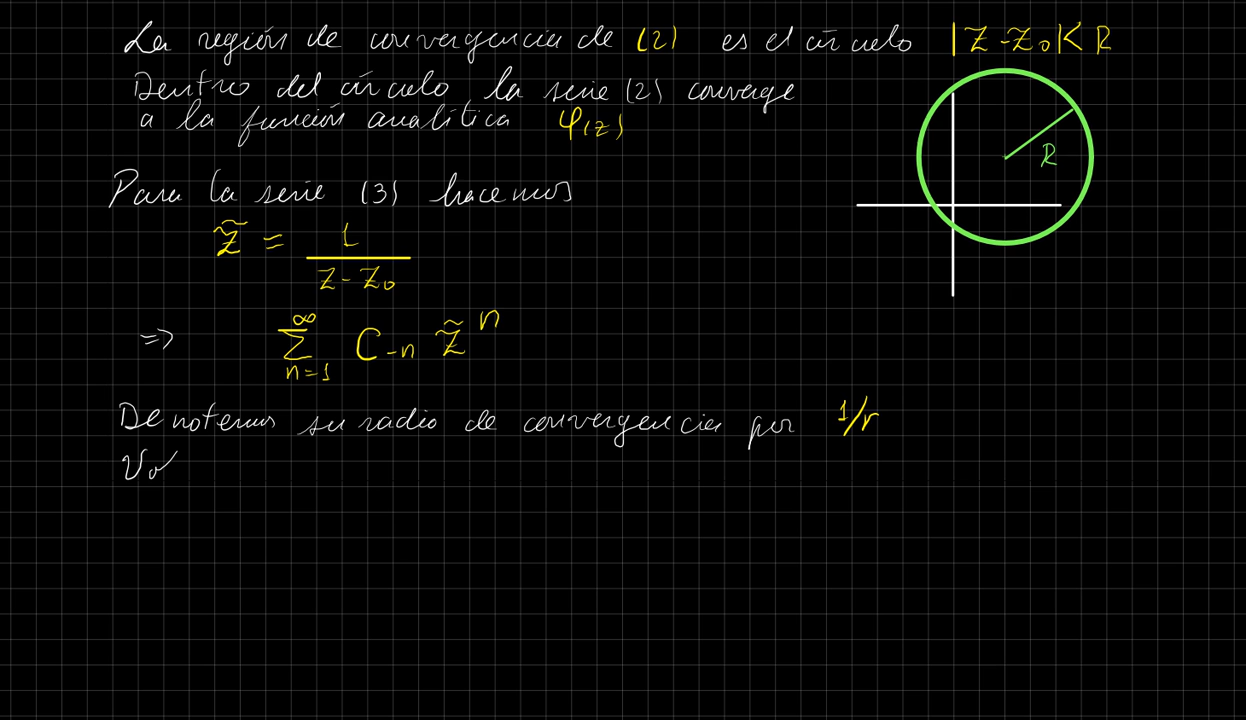 La región de convergencia de (2) es el círculo |z-z₀|<R
Dentro del círculo la serie (2) converge
a la función analítica φ(z)
R
Para la serie (3) hacemos
z̃ = 1/(z-z₀)
=> ∑_{n=1}^{∞} C_{-n} z̃^n
Denotemos su radio de convergencia por 1/r